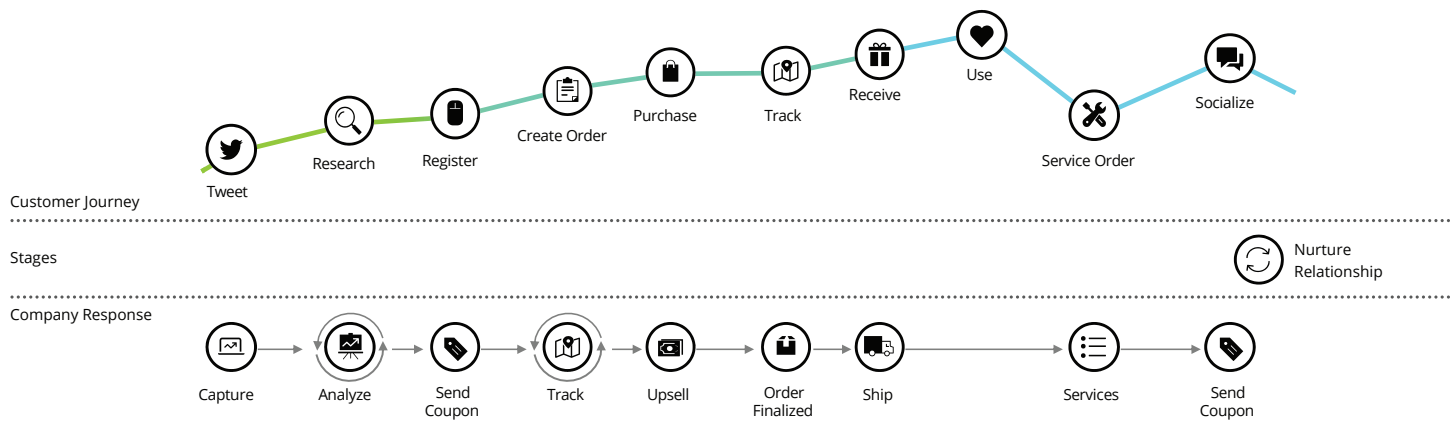 Tweet
Research
Register
Create Order
Purchase
Track
Receive
Use
Service Order
Socialize
Customer Journey
Stages
Nurture
Relationship
Company Response
Capture
Analyze
Send
Coupon
Track
Upsell
Order
Finalized
Ship
Services
Send
Coupon